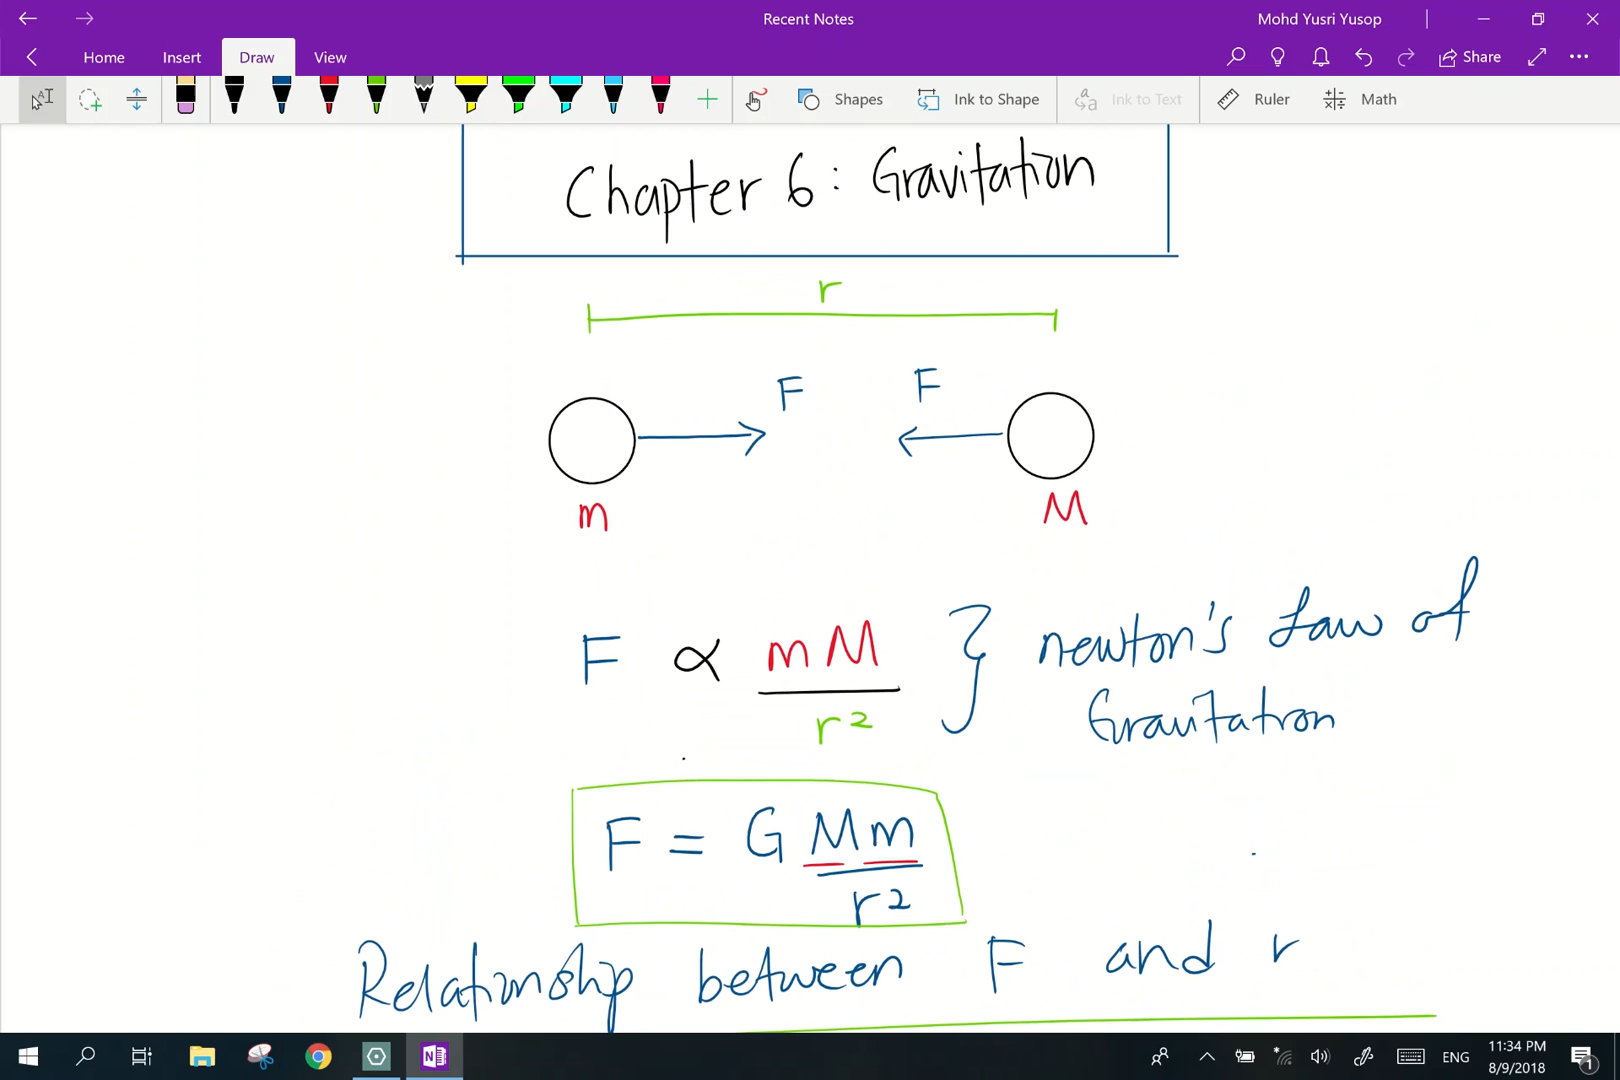 Recent Notes
Mohd Yusri Yusop
Home Insert Draw View
Share
Shapes Ink to Shape Ink to Text Ruler Math
Chapter 6: Gravitation
r
F F
m M
F ∝ mM / r²
newton's Law of
Gravitation
F = G Mm / r²
Relationship between F and r
ENG
11:34 PM
8/9/2018
1